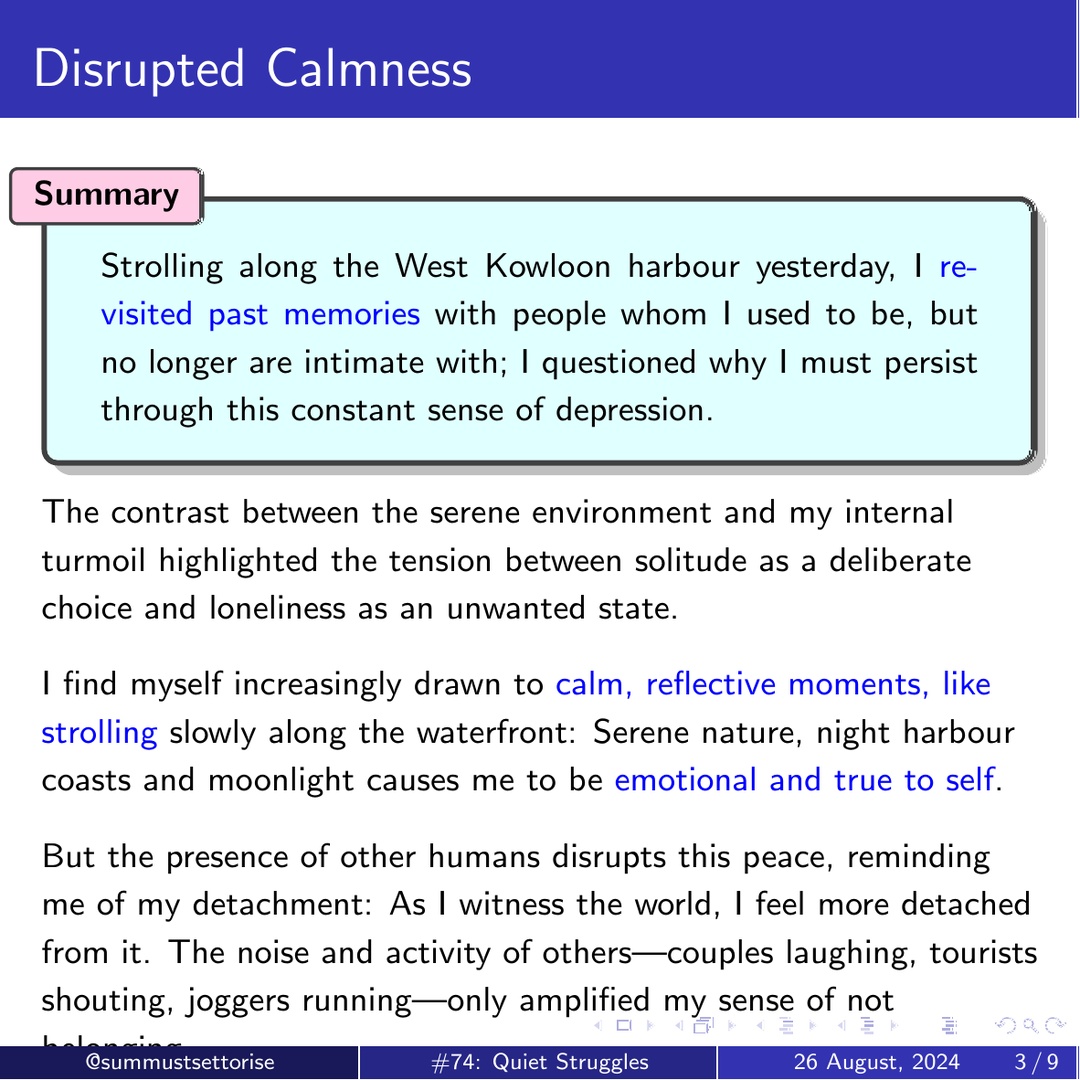 Disrupted Calmness
Summary
Strolling along the West Kowloon harbour yesterday, I re-
visited past memories with people whom I used to be, but
no longer are intimate with; I questioned why I must persist
through this constant sense of depression.
The contrast between the serene environment and my internal
turmoil highlighted the tension between solitude as a deliberate
choice and loneliness as an unwanted state.
I find myself increasingly drawn to calm, reflective moments, like
strolling slowly along the waterfront: Serene nature, night harbour
coasts and moonlight causes me to be emotional and true to self.
But the presence of other humans disrupts this peace, reminding
me of my detachment: As I witness the world, I feel more detached
from it. The noise and activity of others—couples laughing, tourists
shouting, joggers running—only amplified my sense of not
belonging
@summustsettorise #74: Quiet Struggles 26 August, 2024 3 / 9